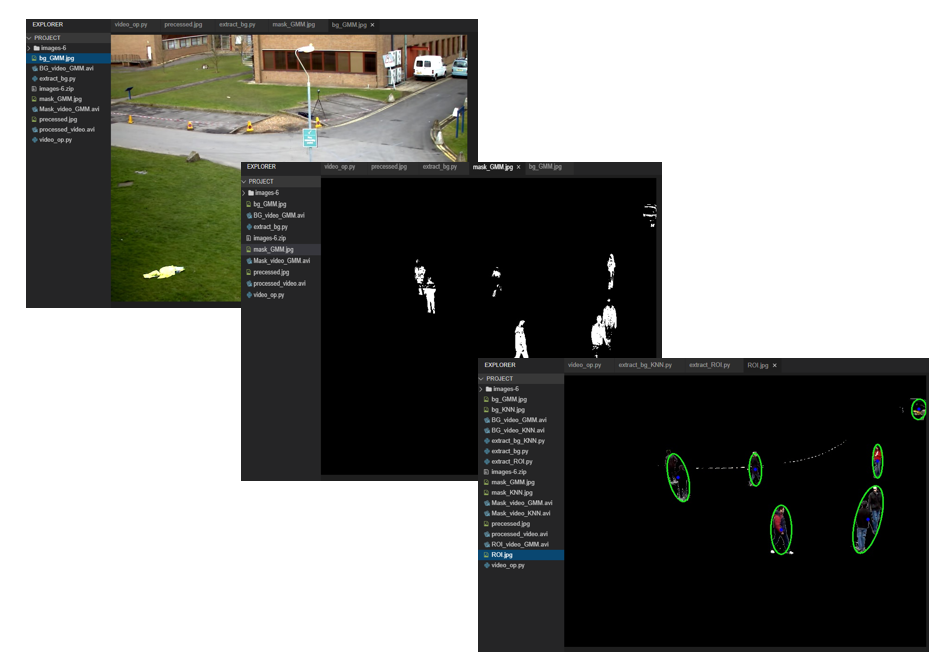 EXPLORER
video_op.py precessed.jpg extract_bg.py mask_GMM.jpg bg_GMM.jpg ×
PROJECT
images-6
bg_GMM.jpg
BG_video_GMM.avi
extract_bg.py
images-6.zip
mask_GMM.jpg
Mask_video_GMM.avi
precessed.jpg
processed_video.avi
video_op.py
EXPLORER
video_op.py precessed.jpg extract_bg.py mask_GMM.jpg × bg_GMM.jpg
PROJECT
images-6
bg_GMM.jpg
BG_video_GMM.avi
extract_bg.py
images-6.zip
mask_GMM.jpg
Mask_video_GMM.avi
precessed.jpg
processed_video.avi
video_op.py
EXPLORER
video_op.py extract_bg_KNN.py extract_ROI.py ROI.jpg ×
PROJECT
images-6
bg_GMM.jpg
bg_KNN.jpg
BG_video_GMM.avi
BG_video_KNN.avi
extract_bg_KNN.py
extract_bg.py
extract_ROI.py
images-6.zip
mask_GMM.jpg
mask_KNN.jpg
Mask_video_GMM.avi
Mask_video_KNN.avi
precessed.jpg
processed_video.avi
ROI_video_GMM.avi
ROI.jpg
video_op.py